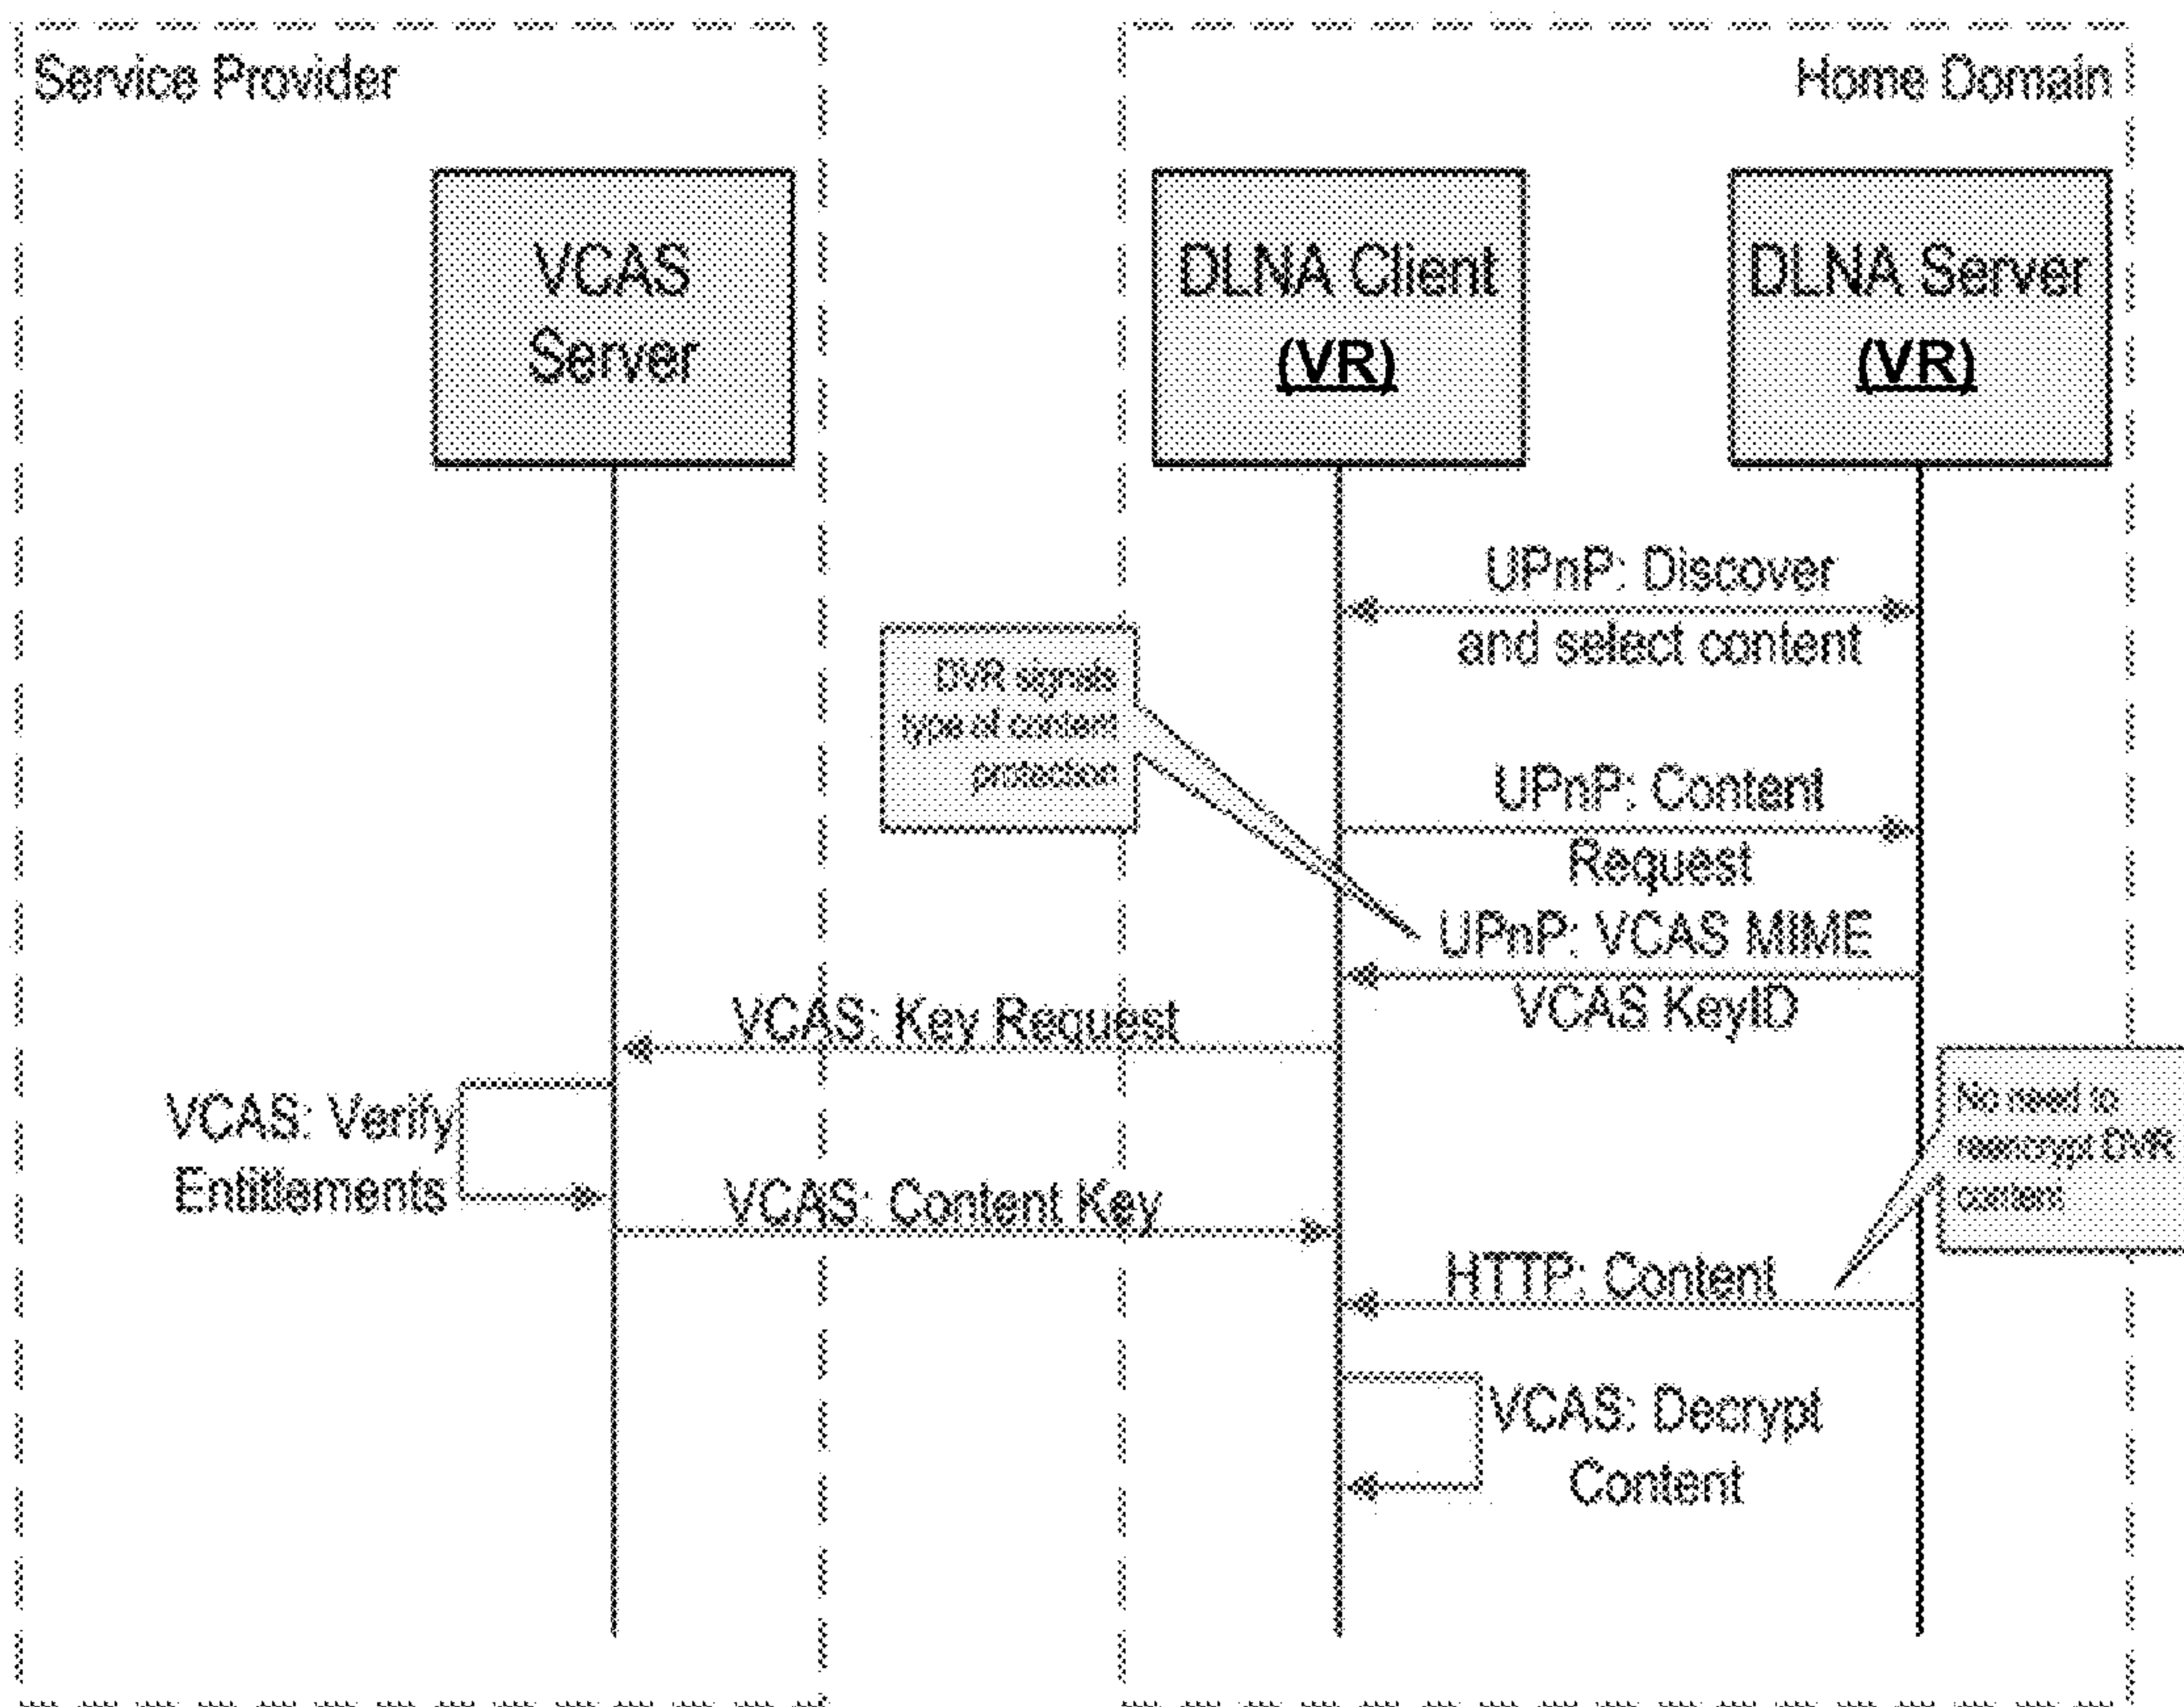 Service Provider
Home Domain
VCAS
Server
DLNA Client
(VR)
DLNA Server
(VR)
UPnP: Discover
and select content
DVR signals
type of content
protection
UPnP: Content
Request
UPnP: VCAS MIME
VCAS KeyID
VCAS: Key Request
VCAS: Verify
Entitlements
No need to
reencrypt DVR
content
VCAS: Content Key
HTTP: Content
VCAS: Decrypt
Content